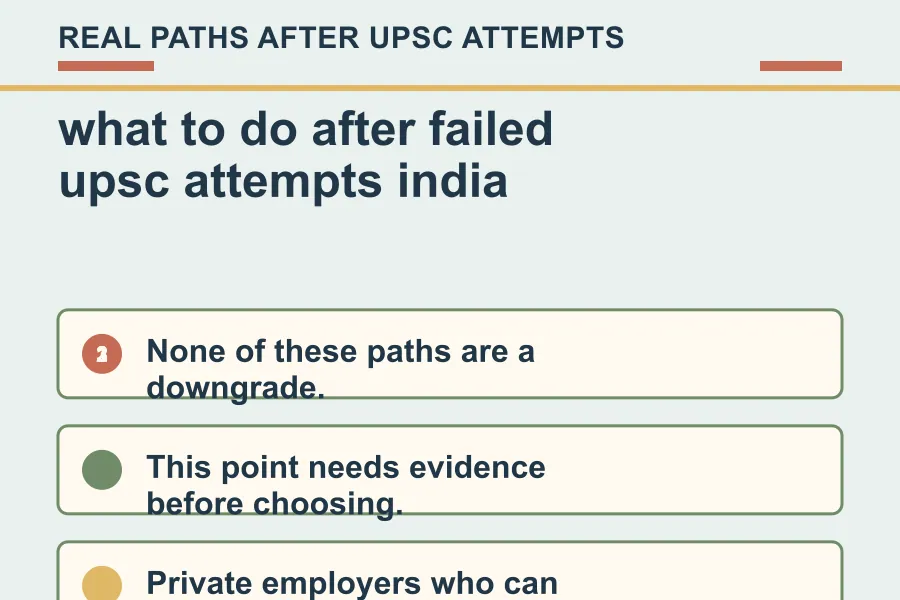 REAL PATHS AFTER UPSC ATTEMPTS
what to do after failed
upsc attempts india
None of these paths are a
downgrade.
This point needs evidence
before choosing.
Private employers who can